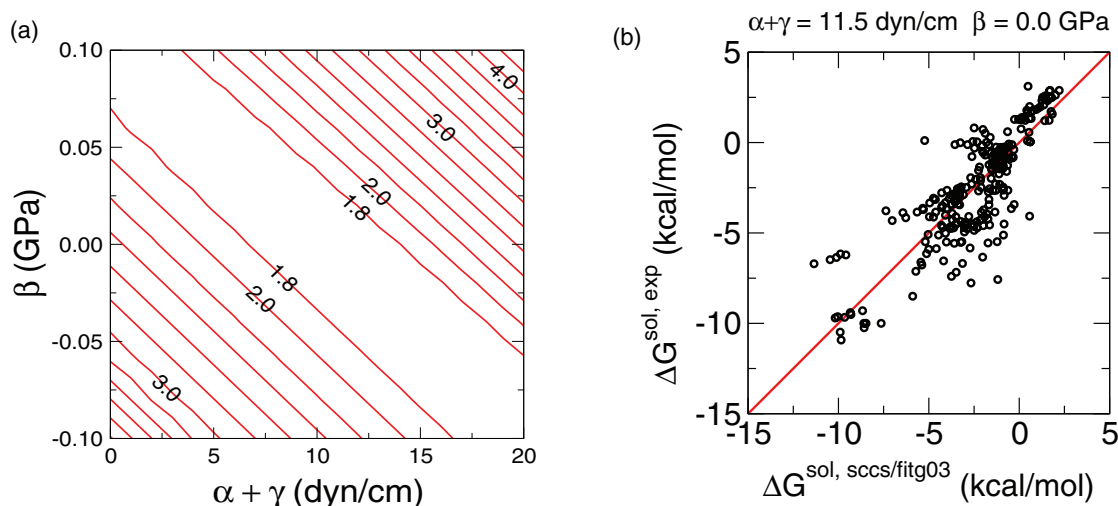 (a)
0.10
0.05
0.00
-0.05
-0.10
β (GPa)
4.0
3.0
2.0
1.8
1.8
2.0
3.0
0 5 10 15 20
α + γ (dyn/cm)
(b)
α+γ = 11.5 dyn/cm β = 0.0 GPa
5
0
-5
-10
-15
ΔG^sol, exp (kcal/mol)
-15 -10 -5 0 5
ΔG^sol, sccs/fitg03 (kcal/mol)